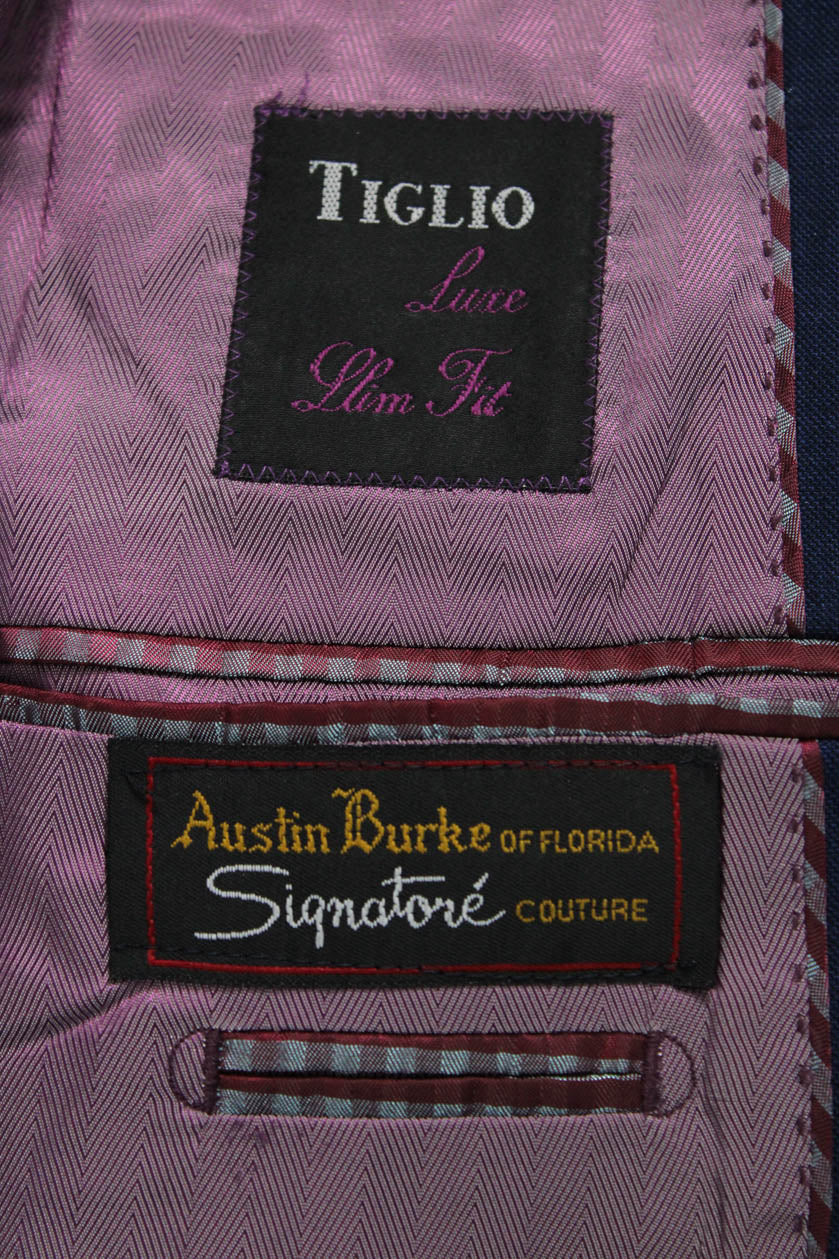 TIGLIO
Luxe
Slim Fit
Austin Burke OF FLORIDA
Signatoré COUTURE